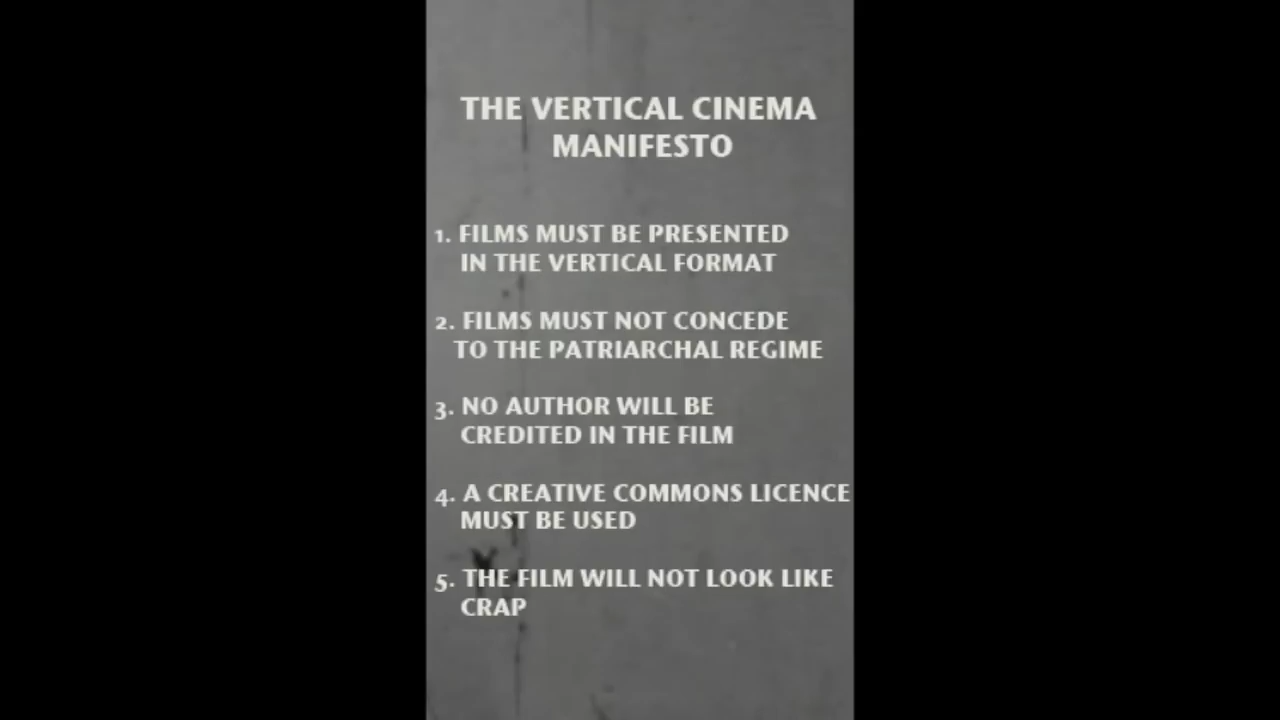 THE VERTICAL CINEMA
MANIFESTO
1. FILMS MUST BE PRESENTED
IN THE VERTICAL FORMAT
2. FILMS MUST NOT CONCEDE
TO THE PATRIARCHAL REGIME
3. NO AUTHOR WILL BE
CREDITED IN THE FILM
4. A CREATIVE COMMONS LICENCE
MUST BE USED
5. THE FILM WILL NOT LOOK LIKE
CRAP